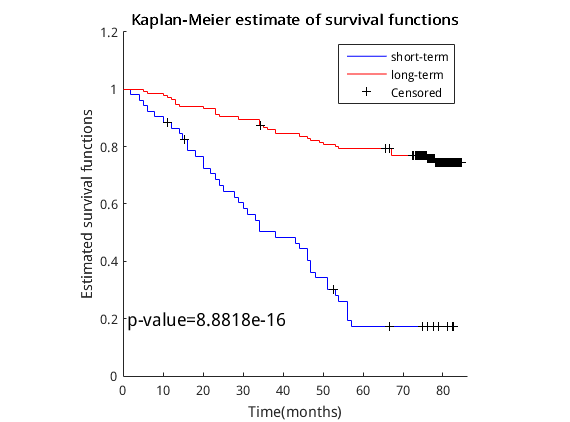 Kaplan-Meier estimate of survival functions
1.2
1
0.8
0.6
0.4
0.2
0
Estimated survival functions
short-term
long-term
Censored
p-value=8.8818e-16
0 10 20 30 40 50 60 70 80
Time(months)